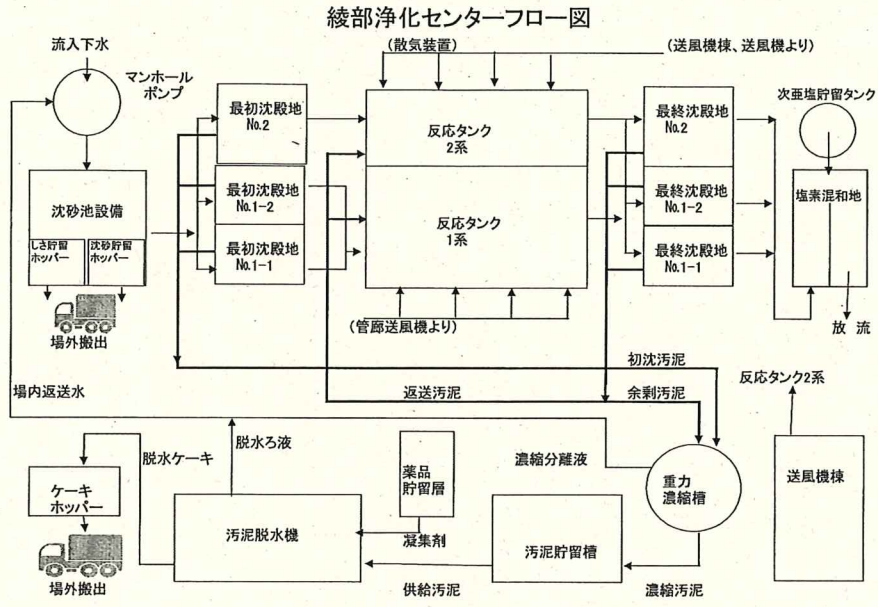 綾部浄化センターフロー図
流入下水
マンホール
ポンプ
(散気装置)
(送風機棟、送風機より)
最初沈殿地
No.2
反応タンク
2系
最終沈殿地
No.2
次亜塩貯留タンク
沈砂池設備
しさ貯留
ホッパー
沈砂貯留
ホッパー
場外搬出
最初沈殿地
No.1-2
最初沈殿地
No.1-1
反応タンク
1系
最終沈殿地
No.1-2
最終沈殿地
No.1-1
塩素混和地
放 流
(管廊送風機より)
初沈汚泥
場内返送水
返送汚泥
余剰汚泥
反応タンク2系
脱水ケーキ
脱水ろ液
薬品
貯留層
濃縮分離液
重力
濃縮槽
送風機棟
ケーキ
ホッパー
汚泥脱水機
凝集剤
汚泥貯留槽
場外搬出
供給汚泥
濃縮汚泥